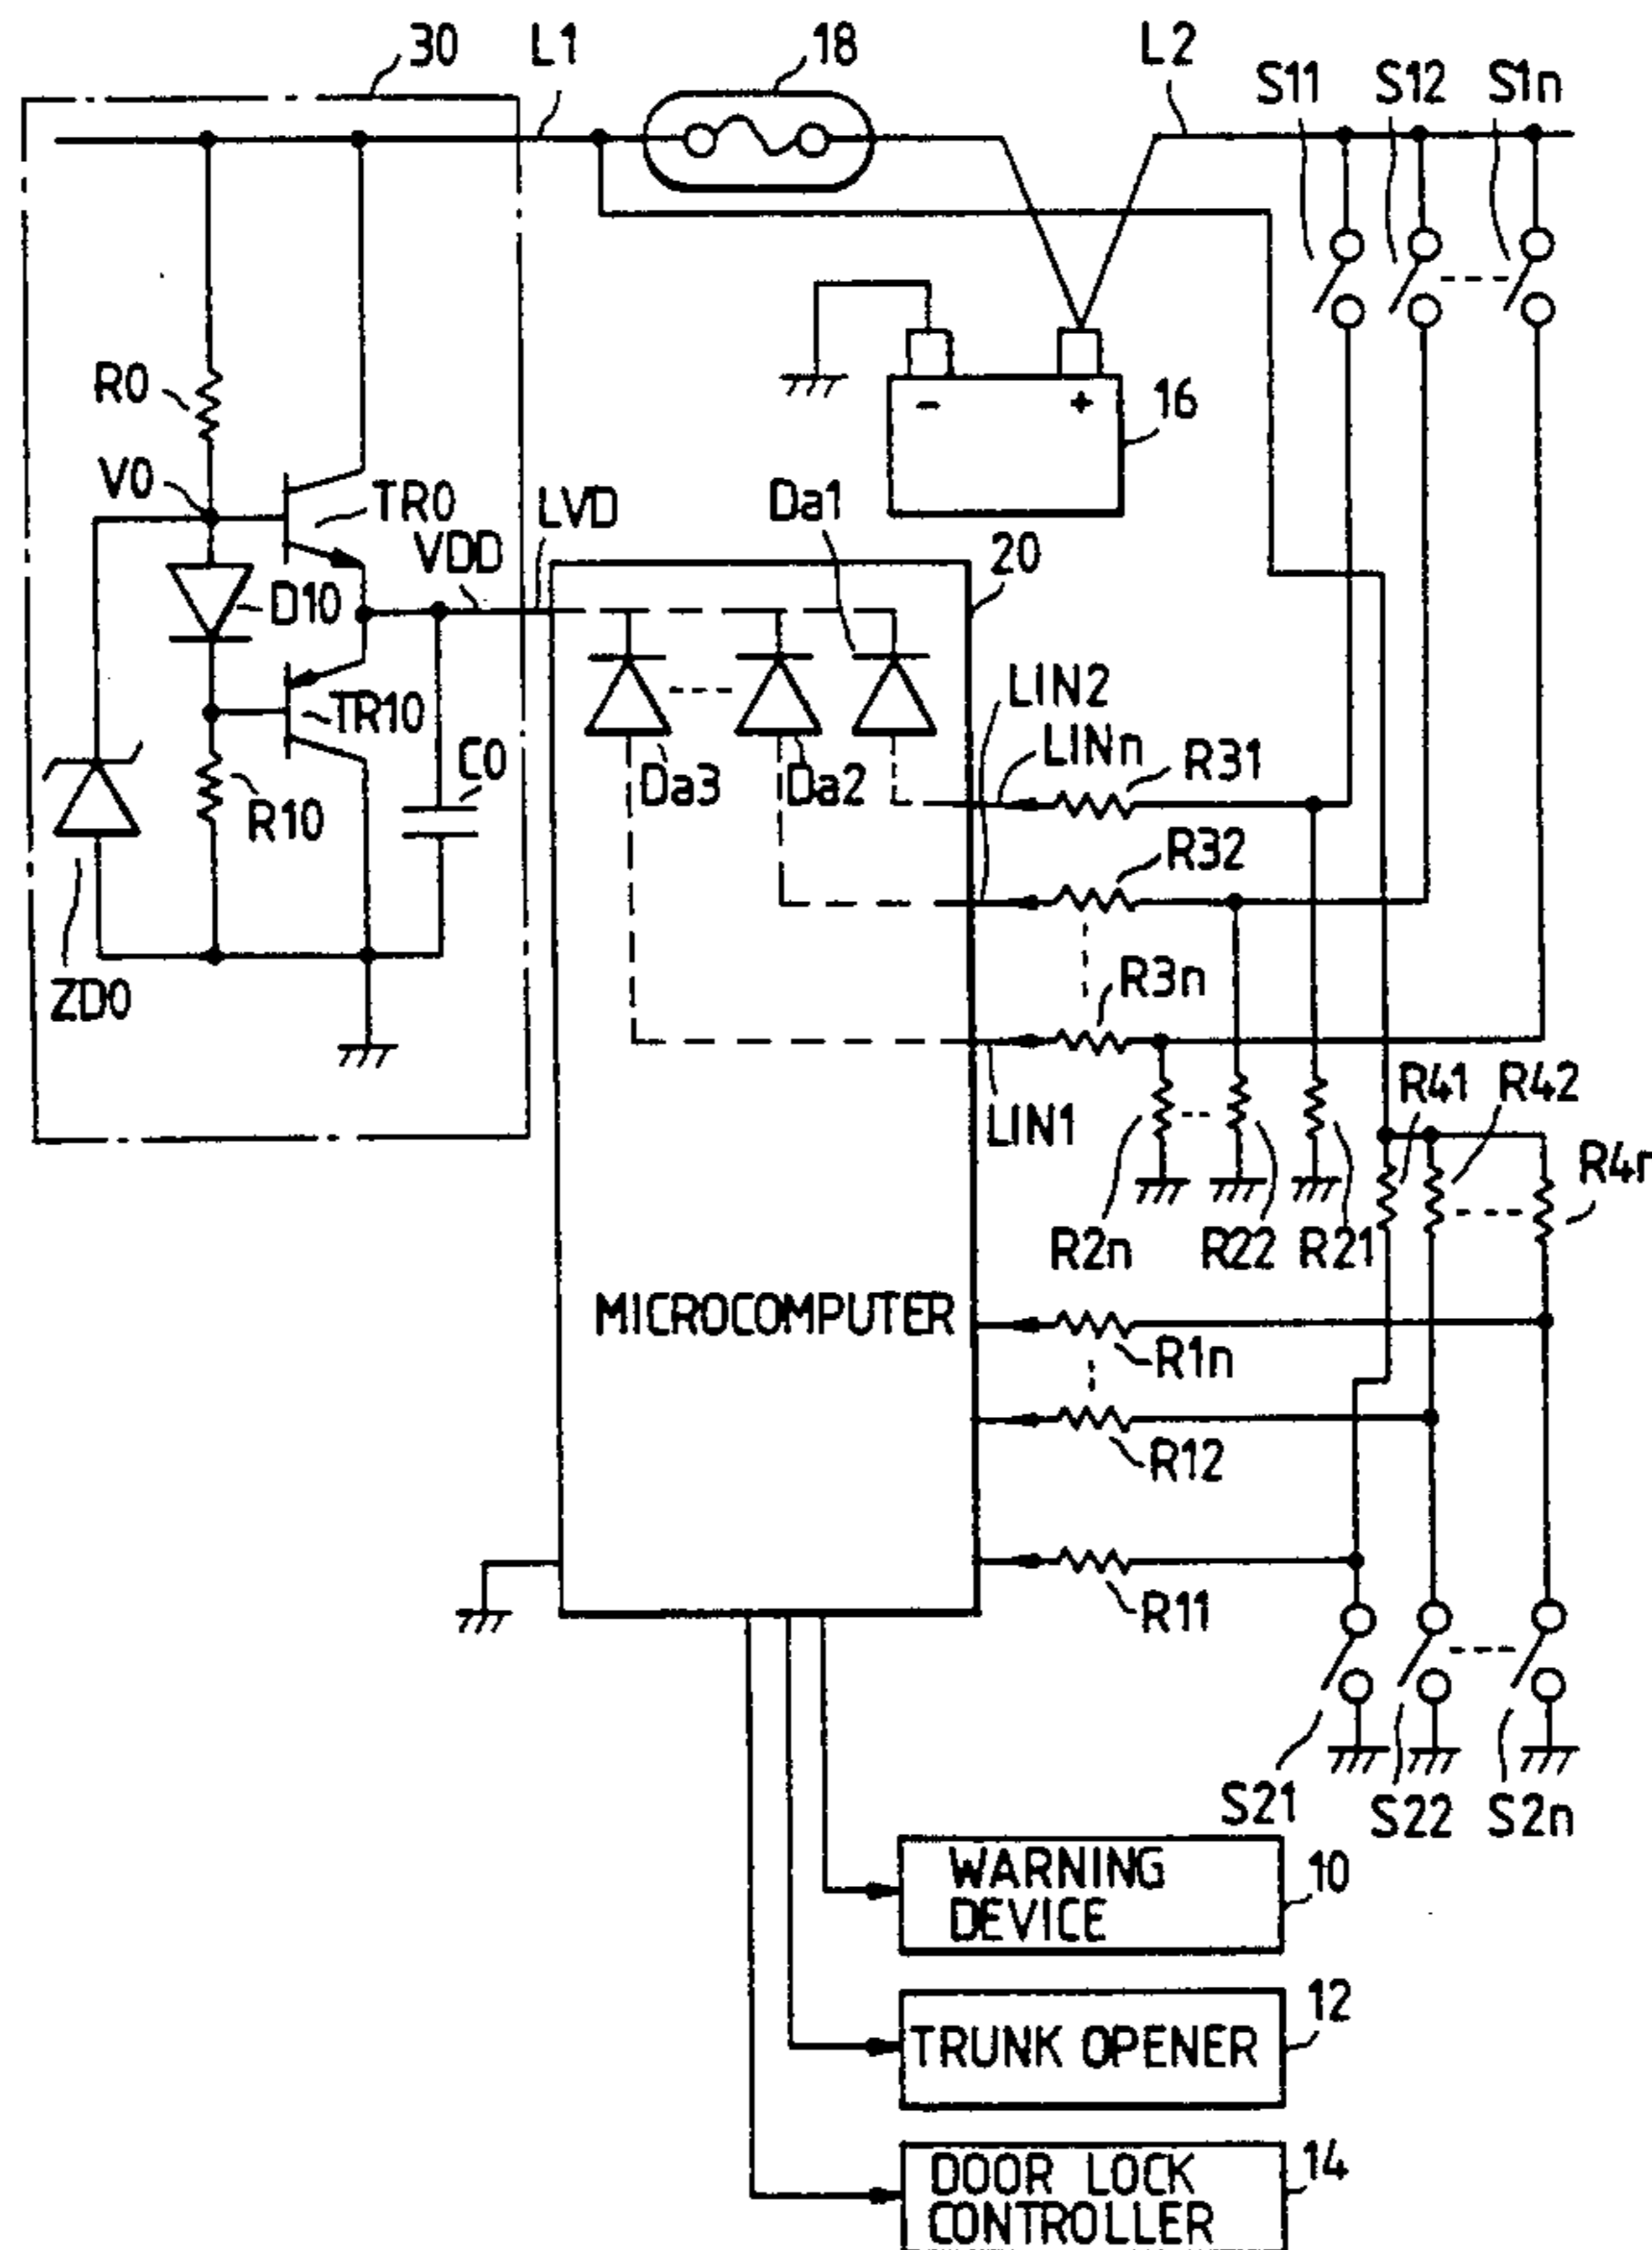 30
L1
18
L2
S11
S12
S1n
R0
V0
TR0
VDD
LVD
Da1
20
16
-
+
D10
TR10
C0
R10
ZD0
Da3
Da2
LIN2
LINn
R31
R32
R3n
LIN1
R41
R42
R4n
R2n
R22
R21
MICROCOMPUTER
R1n
R12
R11
S21
S22
S2n
WARNING
DEVICE
10
TRUNK OPENER
12
DOOR LOCK
CONTROLLER
14